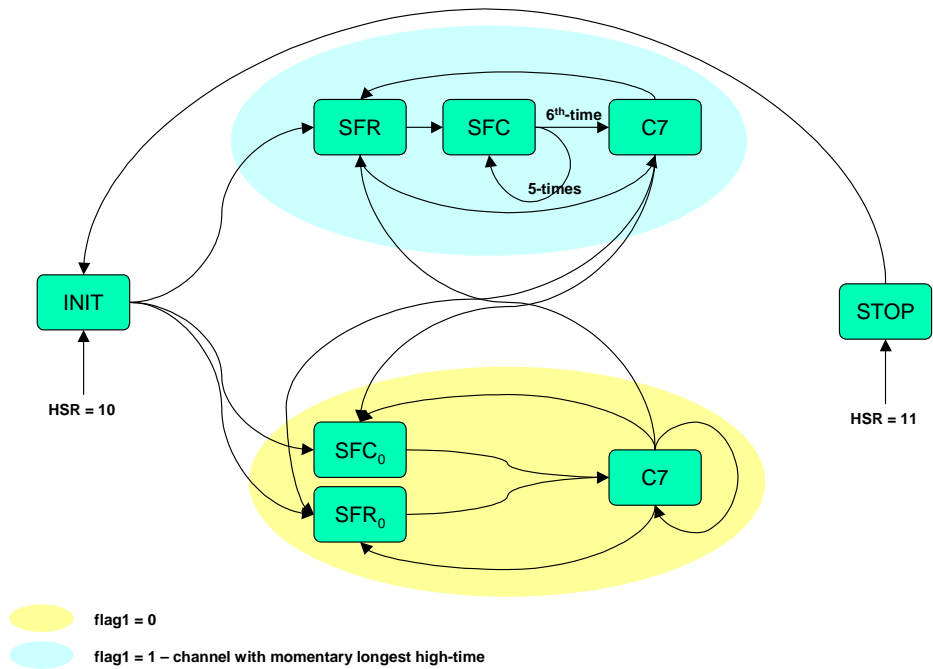 6th-time
SFR
SFC
C7
5-times
INIT
STOP
HSR = 10
HSR = 11
SFC0
C7
SFR0
flag1 = 0
flag1 = 1 – channel with momentary longest high-time